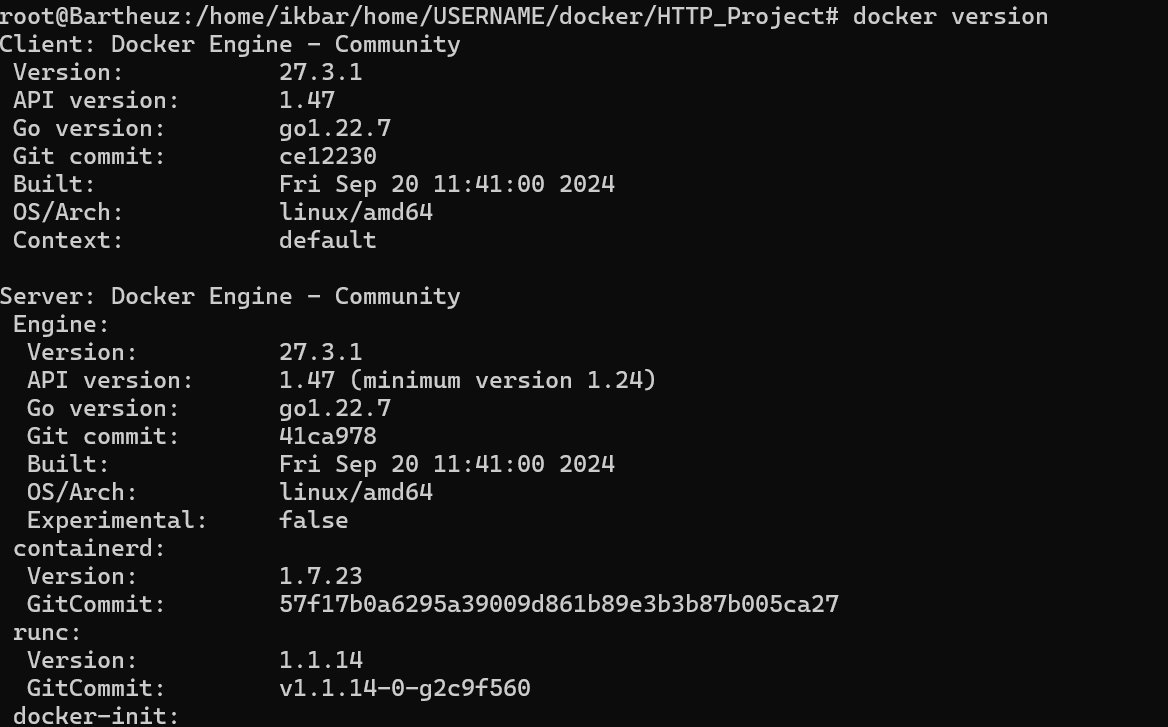 root@Bartheuz:/home/ikbar/home/USERNAME/docker/HTTP_Project# docker version
Client: Docker Engine - Community
 Version:           27.3.1
 API version:       1.47
 Go version:        go1.22.7
 Git commit:        ce12230
 Built:             Fri Sep 20 11:41:00 2024
 OS/Arch:           linux/amd64
 Context:           default

Server: Docker Engine - Community
 Engine:
  Version:          27.3.1
  API version:      1.47 (minimum version 1.24)
  Go version:       go1.22.7
  Git commit:       41ca978
  Built:            Fri Sep 20 11:41:00 2024
  OS/Arch:          linux/amd64
  Experimental:     false
 containerd:
  Version:          1.7.23
  GitCommit:        57f17b0a6295a39009d861b89e3b3b87b005ca27
 runc:
  Version:          1.1.14
  GitCommit:        v1.1.14-0-g2c9f560
 docker-init: